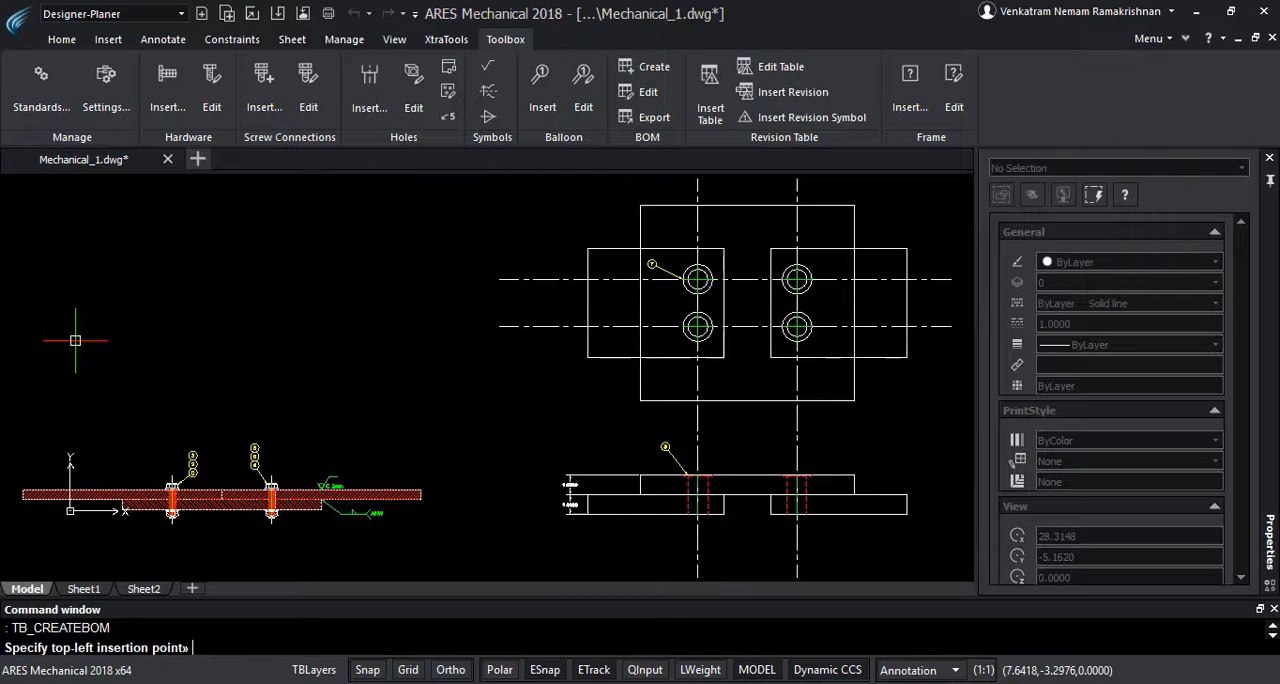 Designer-Planer
ARES Mechanical 2018 - [...\Mechanical_1.dwg*]
Venkatram Nemam Ramakrishnan
Home Insert Annotate Constraints Sheet Manage View XtraTools Toolbox
Menu ?
Create Edit Table
Edit Insert Revision
Standards... Settings... Insert... Edit Insert... Edit Insert... Edit Insert Edit Insert Table Insert... Edit
Export Insert Revision Symbol
Manage Hardware Screw Connections Holes Symbols Balloon BOM Revision Table Frame
Mechanical_1.dwg*
No Selection
General
ByLayer
0
ByLayer Solid line
1.0000
ByLayer
ByLayer
PrintStyle
ByColor
None
None
View
28.3148
-5.1620
0.0000
Properties
Y
X
Model Sheet1 Sheet2
Command window
: TB_CREATEBOM
Specify top-left insertion point»
ARES Mechanical 2018 x64 TBLayers Snap Grid Ortho Polar ESnap ETrack QInput LWeight MODEL Dynamic CCS Annotation (1:1) (7.6418,-3.2976,0.0000)